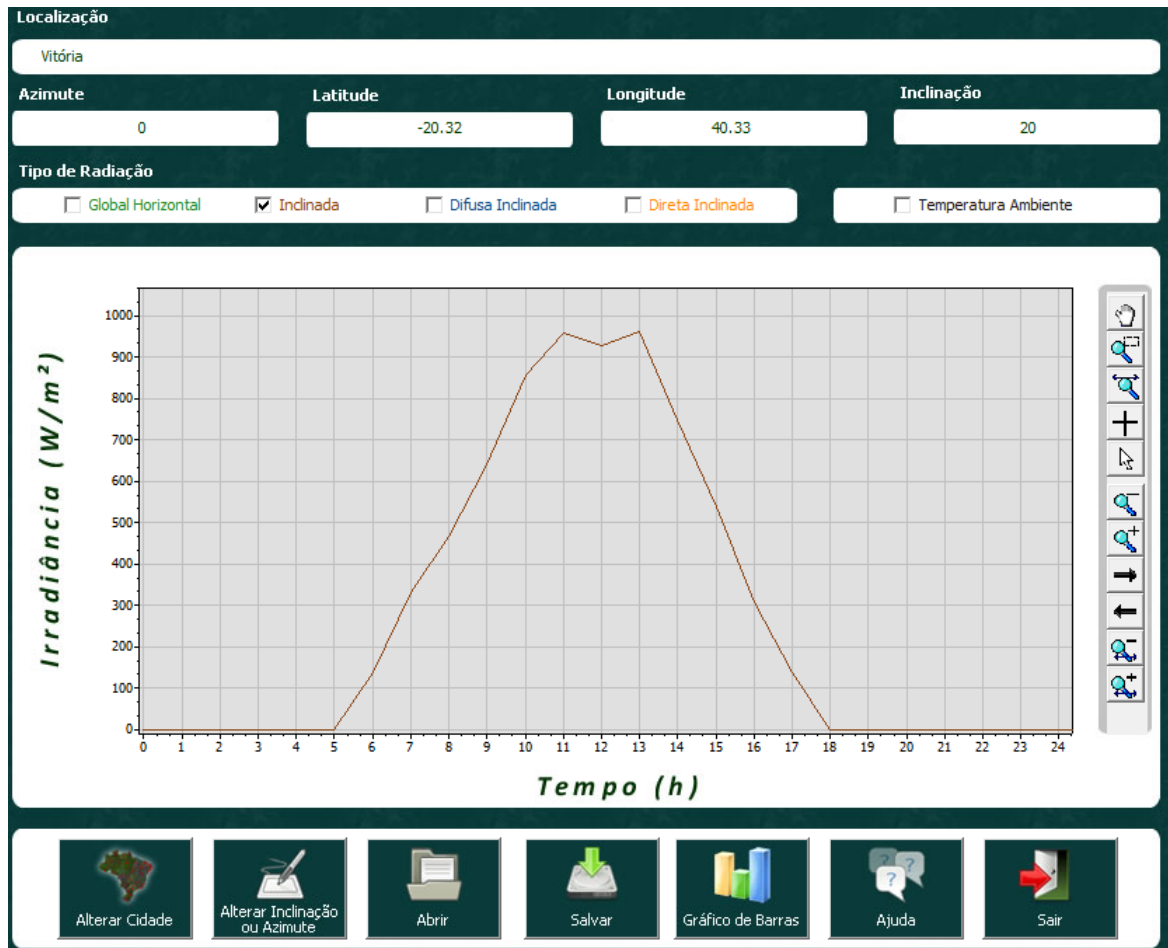 Localização
Vitória
Azimute Latitude Longitude Inclinação
0 -20.32 40.33 20
Tipo de Radiação
Global Horizontal Inclinada Difusa Inclinada Direta Inclinada Temperatura Ambiente
Irradiância (W/m²)
1000
900
800
700
600
500
400
300
200
100
0
0 1 2 3 4 5 6 7 8 9 10 11 12 13 14 15 16 17 18 19 20 21 22 23 24
Tempo (h)
Alterar Cidade
Alterar Inclinação
ou Azimute
Abrir
Salvar
Gráfico de Barras
Ajuda
Sair